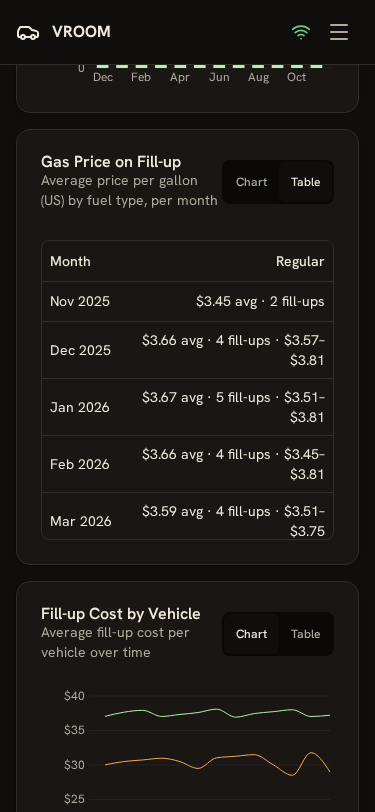 VROOM
0
Dec Feb Apr Jun Aug Oct
Gas Price on Fill-up
Average price per gallon
(US) by fuel type, per month
Chart Table
Month Regular
Nov 2025 $3.45 avg · 2 fill-ups
Dec 2025 $3.66 avg · 4 fill-ups · $3.57–
$3.81
Jan 2026 $3.67 avg · 5 fill-ups · $3.51–
$3.81
Feb 2026 $3.66 avg · 4 fill-ups · $3.45–
$3.81
Mar 2026 $3.59 avg · 4 fill-ups · $3.51–
$3.75
Fill-up Cost by Vehicle
Average fill-up cost per
vehicle over time
Chart Table
$40
$35
$30
$25